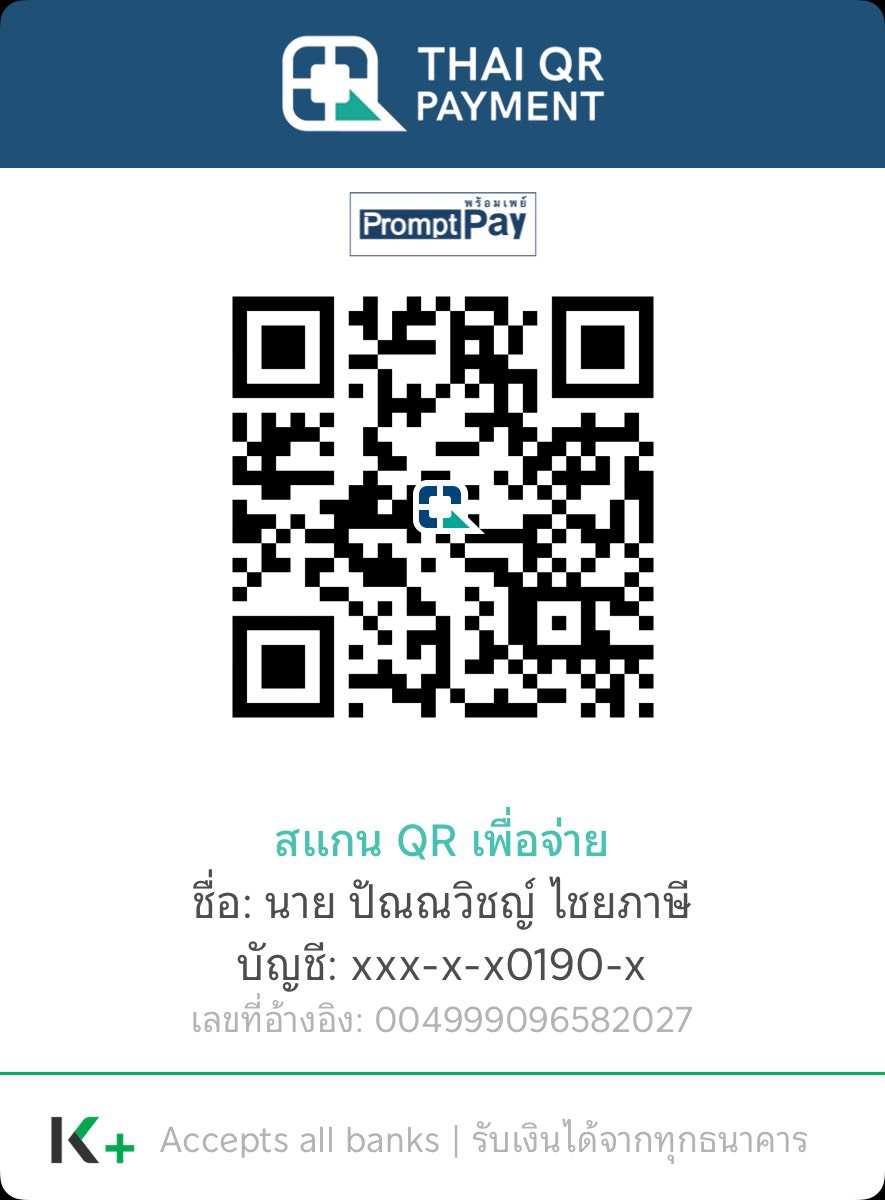 THAI QR
PAYMENT
พร้อมเพย์
PromptPay
สแกน QR เพื่อจ่าย
ชื่อ: นาย ปัณณวิชญ์ ไชยภาษี
บัญชี: xxx-x-x0190-x
เลขที่อ้างอิง: 004999096582027
K+ Accepts all banks | รับเงินได้จากทุกธนาคาร